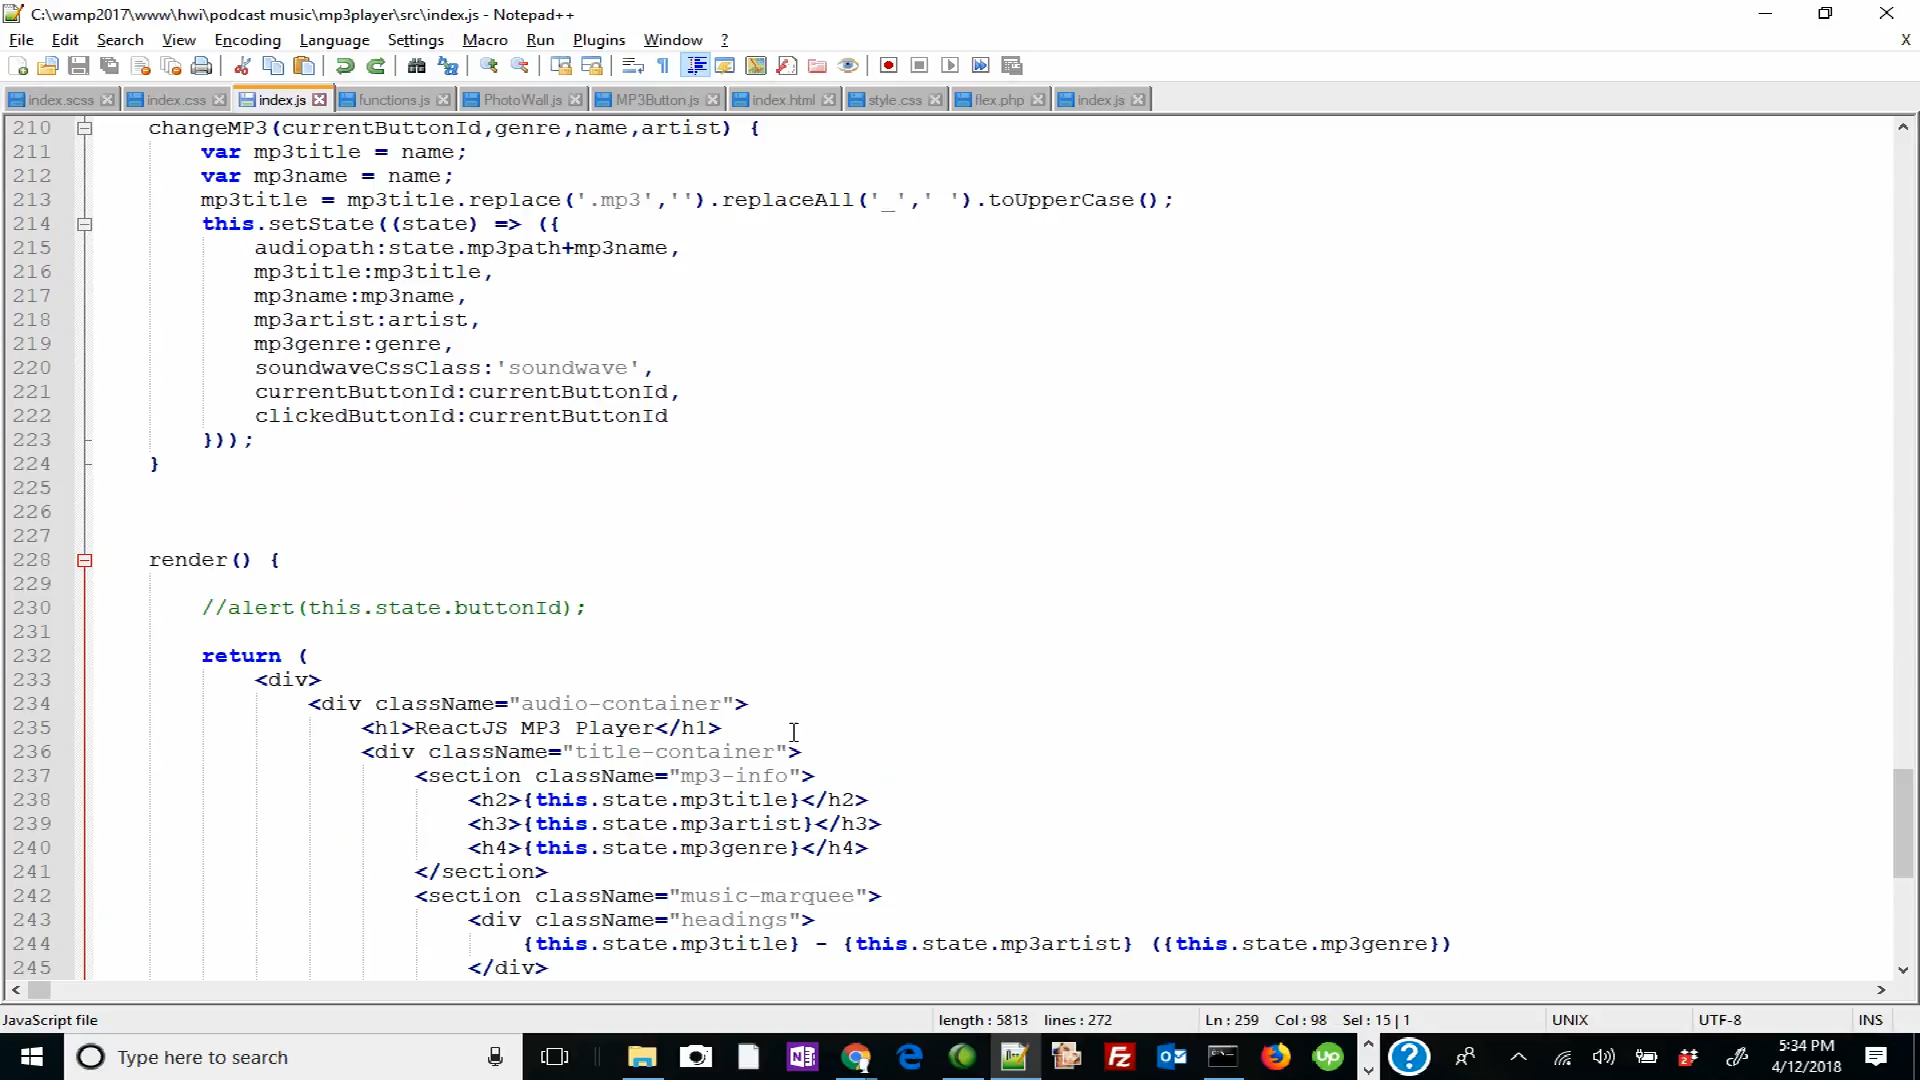 C:\wamp2017\www\hwi\podcast music\mp3player\src\index.js - Notepad++
File Edit Search View Encoding Language Settings Macro Run Plugins Window ? X
index.scss index.css index.js functions.js PhotoWall.js MP3Button.js index.html style.css flex.php index.js
210 changeMP3(currentButtonId,genre,name,artist) {
211 var mp3title = name;
212 var mp3name = name;
213 mp3title = mp3title.replace('.mp3','').replaceAll('_',' ').toUpperCase();
214 this.setState((state) => ({
215 audiopath:state.mp3path+mp3name,
216 mp3title:mp3title,
217 mp3name:mp3name,
218 mp3artist:artist,
219 mp3genre:genre,
220 soundwaveCssClass:'soundwave',
221 currentButtonId:currentButtonId,
222 clickedButtonId:currentButtonId
223 }));
224 }
225
226
227
228 render() {
229
230 //alert(this.state.buttonId);
231
232 return (
233 <div>
234 <div className="audio-container">
235 <h1>ReactJS MP3 Player</h1>
236 <div className="title-container">
237 <section className="mp3-info">
238 <h2>{this.state.mp3title}</h2>
239 <h3>{this.state.mp3artist}</h3>
240 <h4>{this.state.mp3genre}</h4>
241 </section>
242 <section className="music-marquee">
243 <div className="headings">
244 {this.state.mp3title} - {this.state.mp3artist} ({this.state.mp3genre})
245 </div>
JavaScript file length : 5813 lines : 272 Ln : 259 Col : 98 Sel : 15 | 1 UNIX UTF-8 INS
Type here to search
5:34 PM
4/12/2018